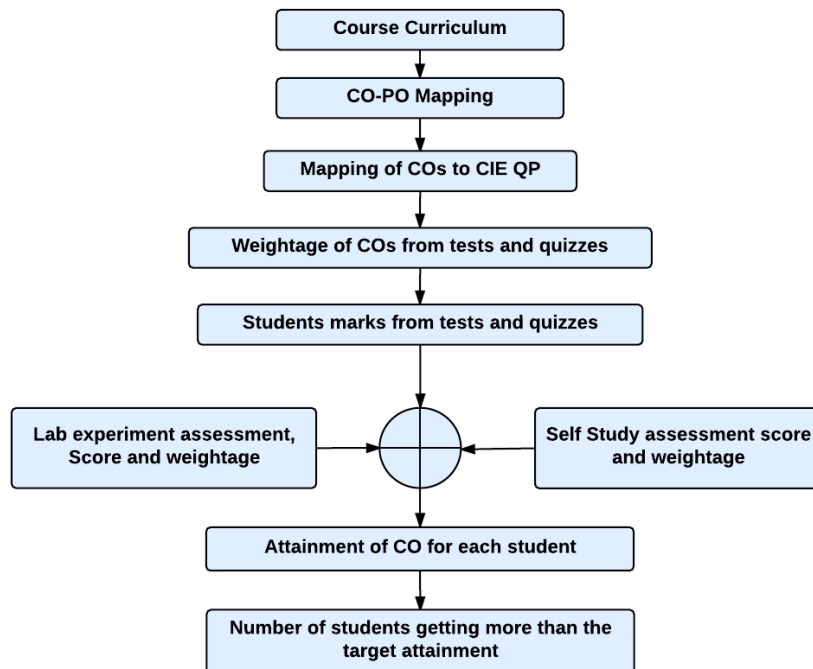 Course Curriculum
CO-PO Mapping
Mapping of COs to CIE QP
Weightage of COs from tests and quizzes
Students marks from tests and quizzes
Lab experiment assessment,
Score and weightage
Self Study assessment score
and weightage
Attainment of CO for each student
Number of students getting more than the
target attainment